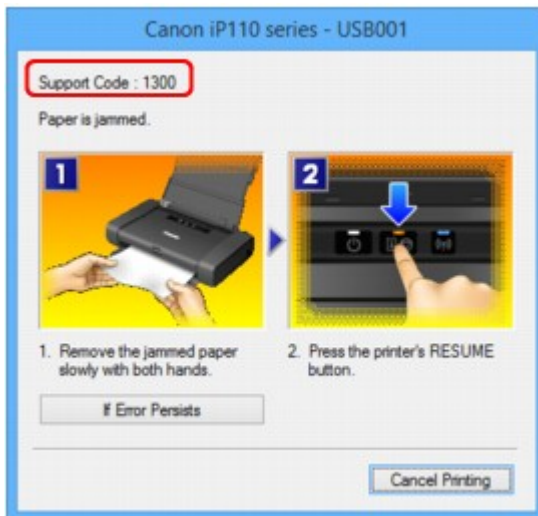 Canon iP110 series - USB001
Support Code : 1300
Paper is jammed.
1
2
1. Remove the jammed paper
slowly with both hands.
2. Press the printer's RESUME
button.
If Error Persists
Cancel Printing